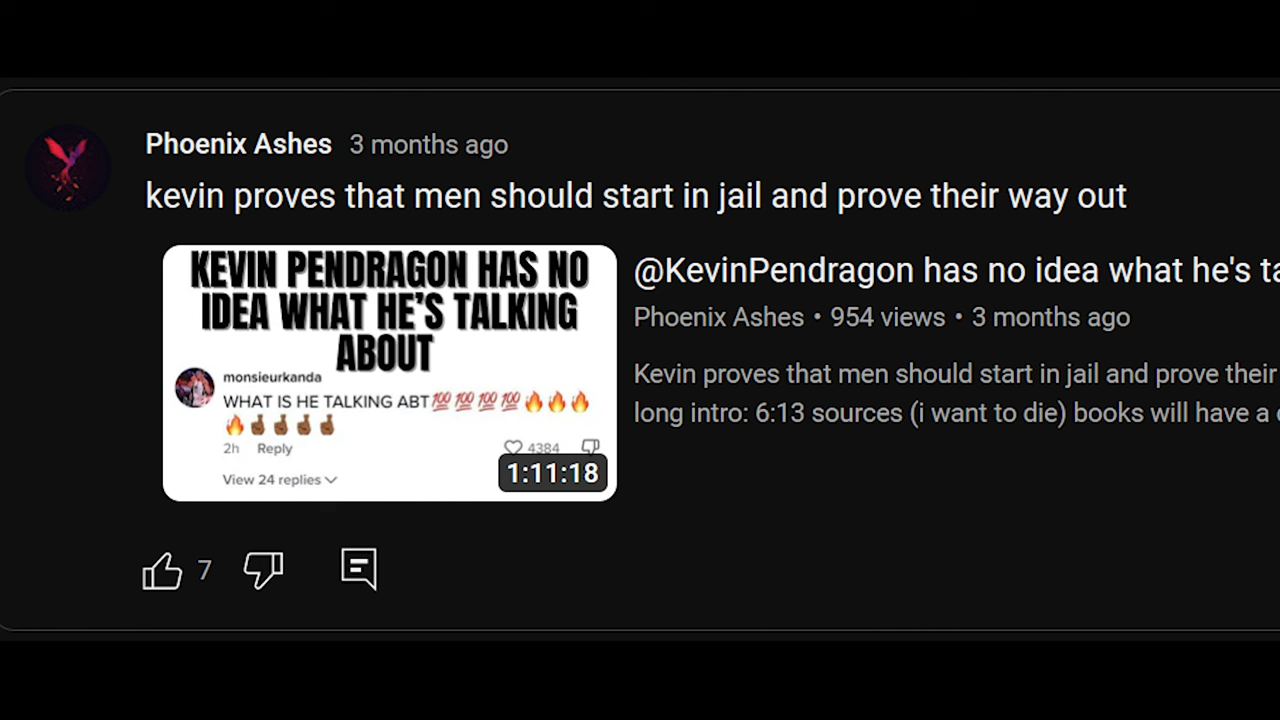 Phoenix Ashes 3 months ago
kevin proves that men should start in jail and prove their way out
KEVIN PENDRAGON HAS NO
IDEA WHAT HE'S TALKING
ABOUT
monsieurkanda
WHAT IS HE TALKING ABT💯💯💯💯🔥🔥🔥
🔥☝🏾☝🏾☝🏾☝🏾
2h Reply
4384
View 24 replies
1:11:18
@KevinPendragon has no idea what he's ta
Phoenix Ashes • 954 views • 3 months ago
Kevin proves that men should start in jail and prove their
long intro: 6:13 sources (i want to die) books will have a
7